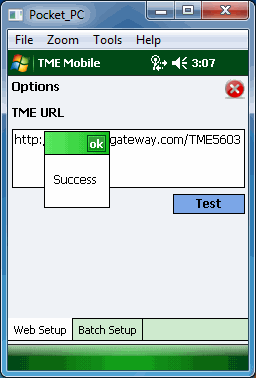 Pocket_PC
File Zoom Tools Help
TME Mobile 3:07
Options
TME URL
http: gateway.com/TME5603
ok
Success
Test
Web Setup Batch Setup